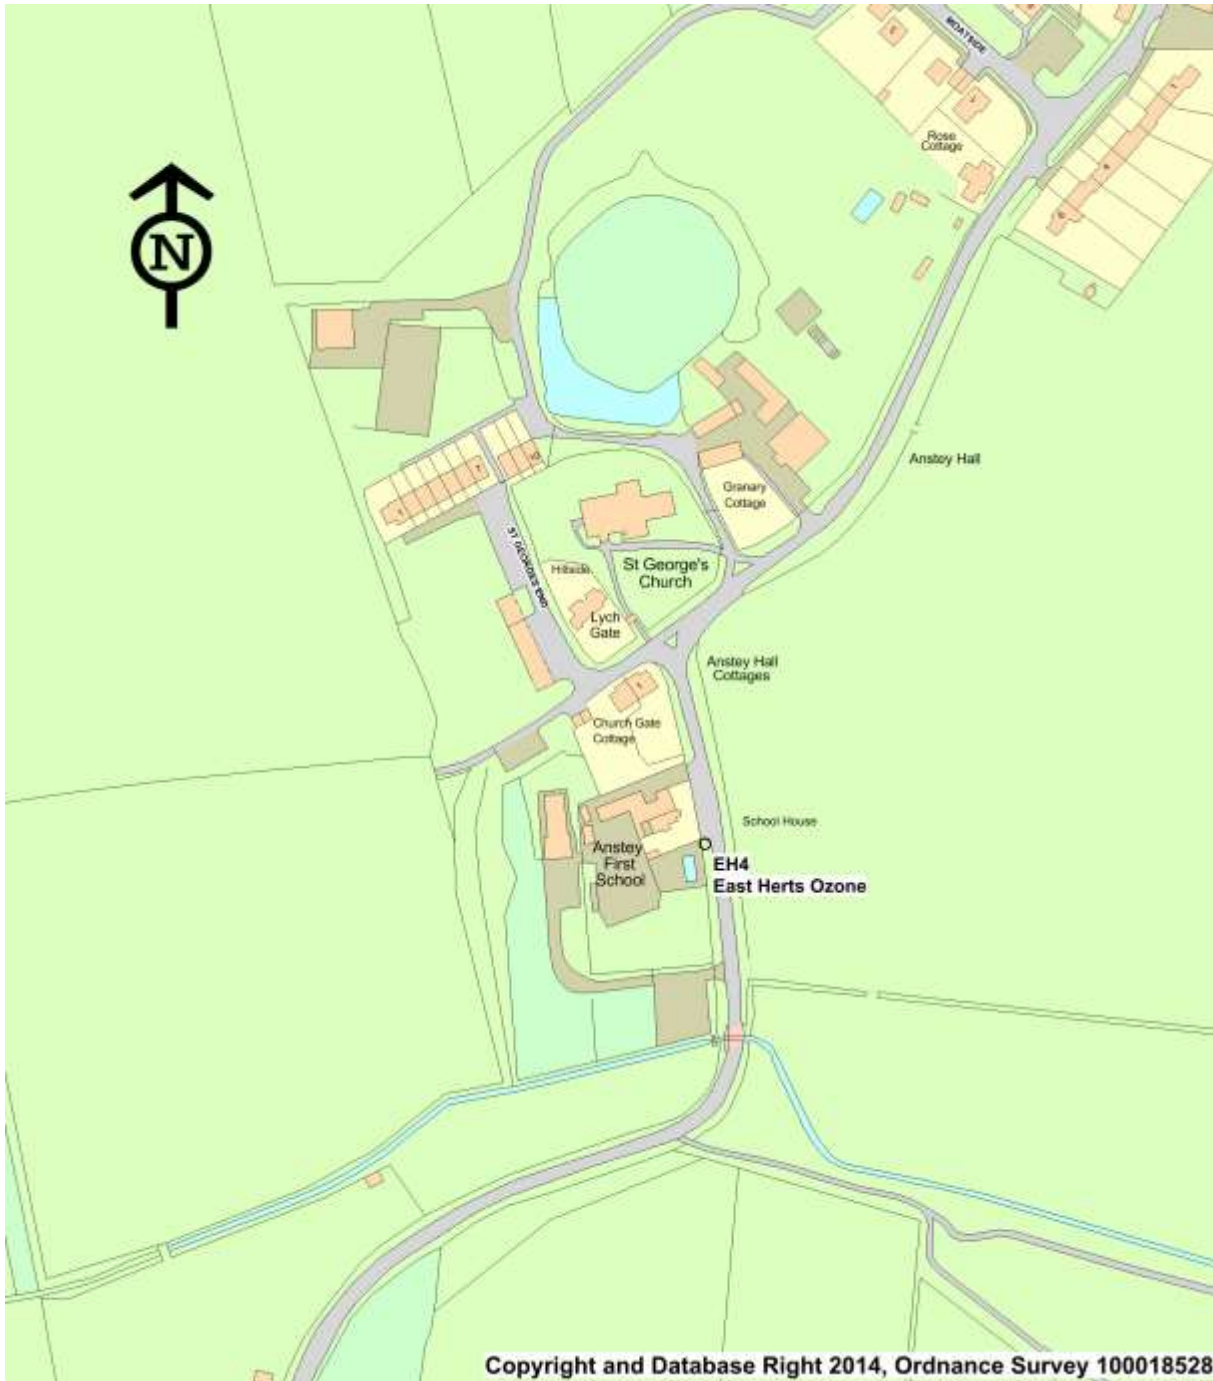 MOATSIDE
Rose
Cottage
N
Anstey Hall
Granary
Cottage
ST GEORGES END
Hillside
St George's
Church
Lych
Gate
Anstey Hall
Cottages
Church Gate
Cottage
School House
Anstey
First
School
EH4
East Herts Ozone
Copyright and Database Right 2014, Ordnance Survey 100018528